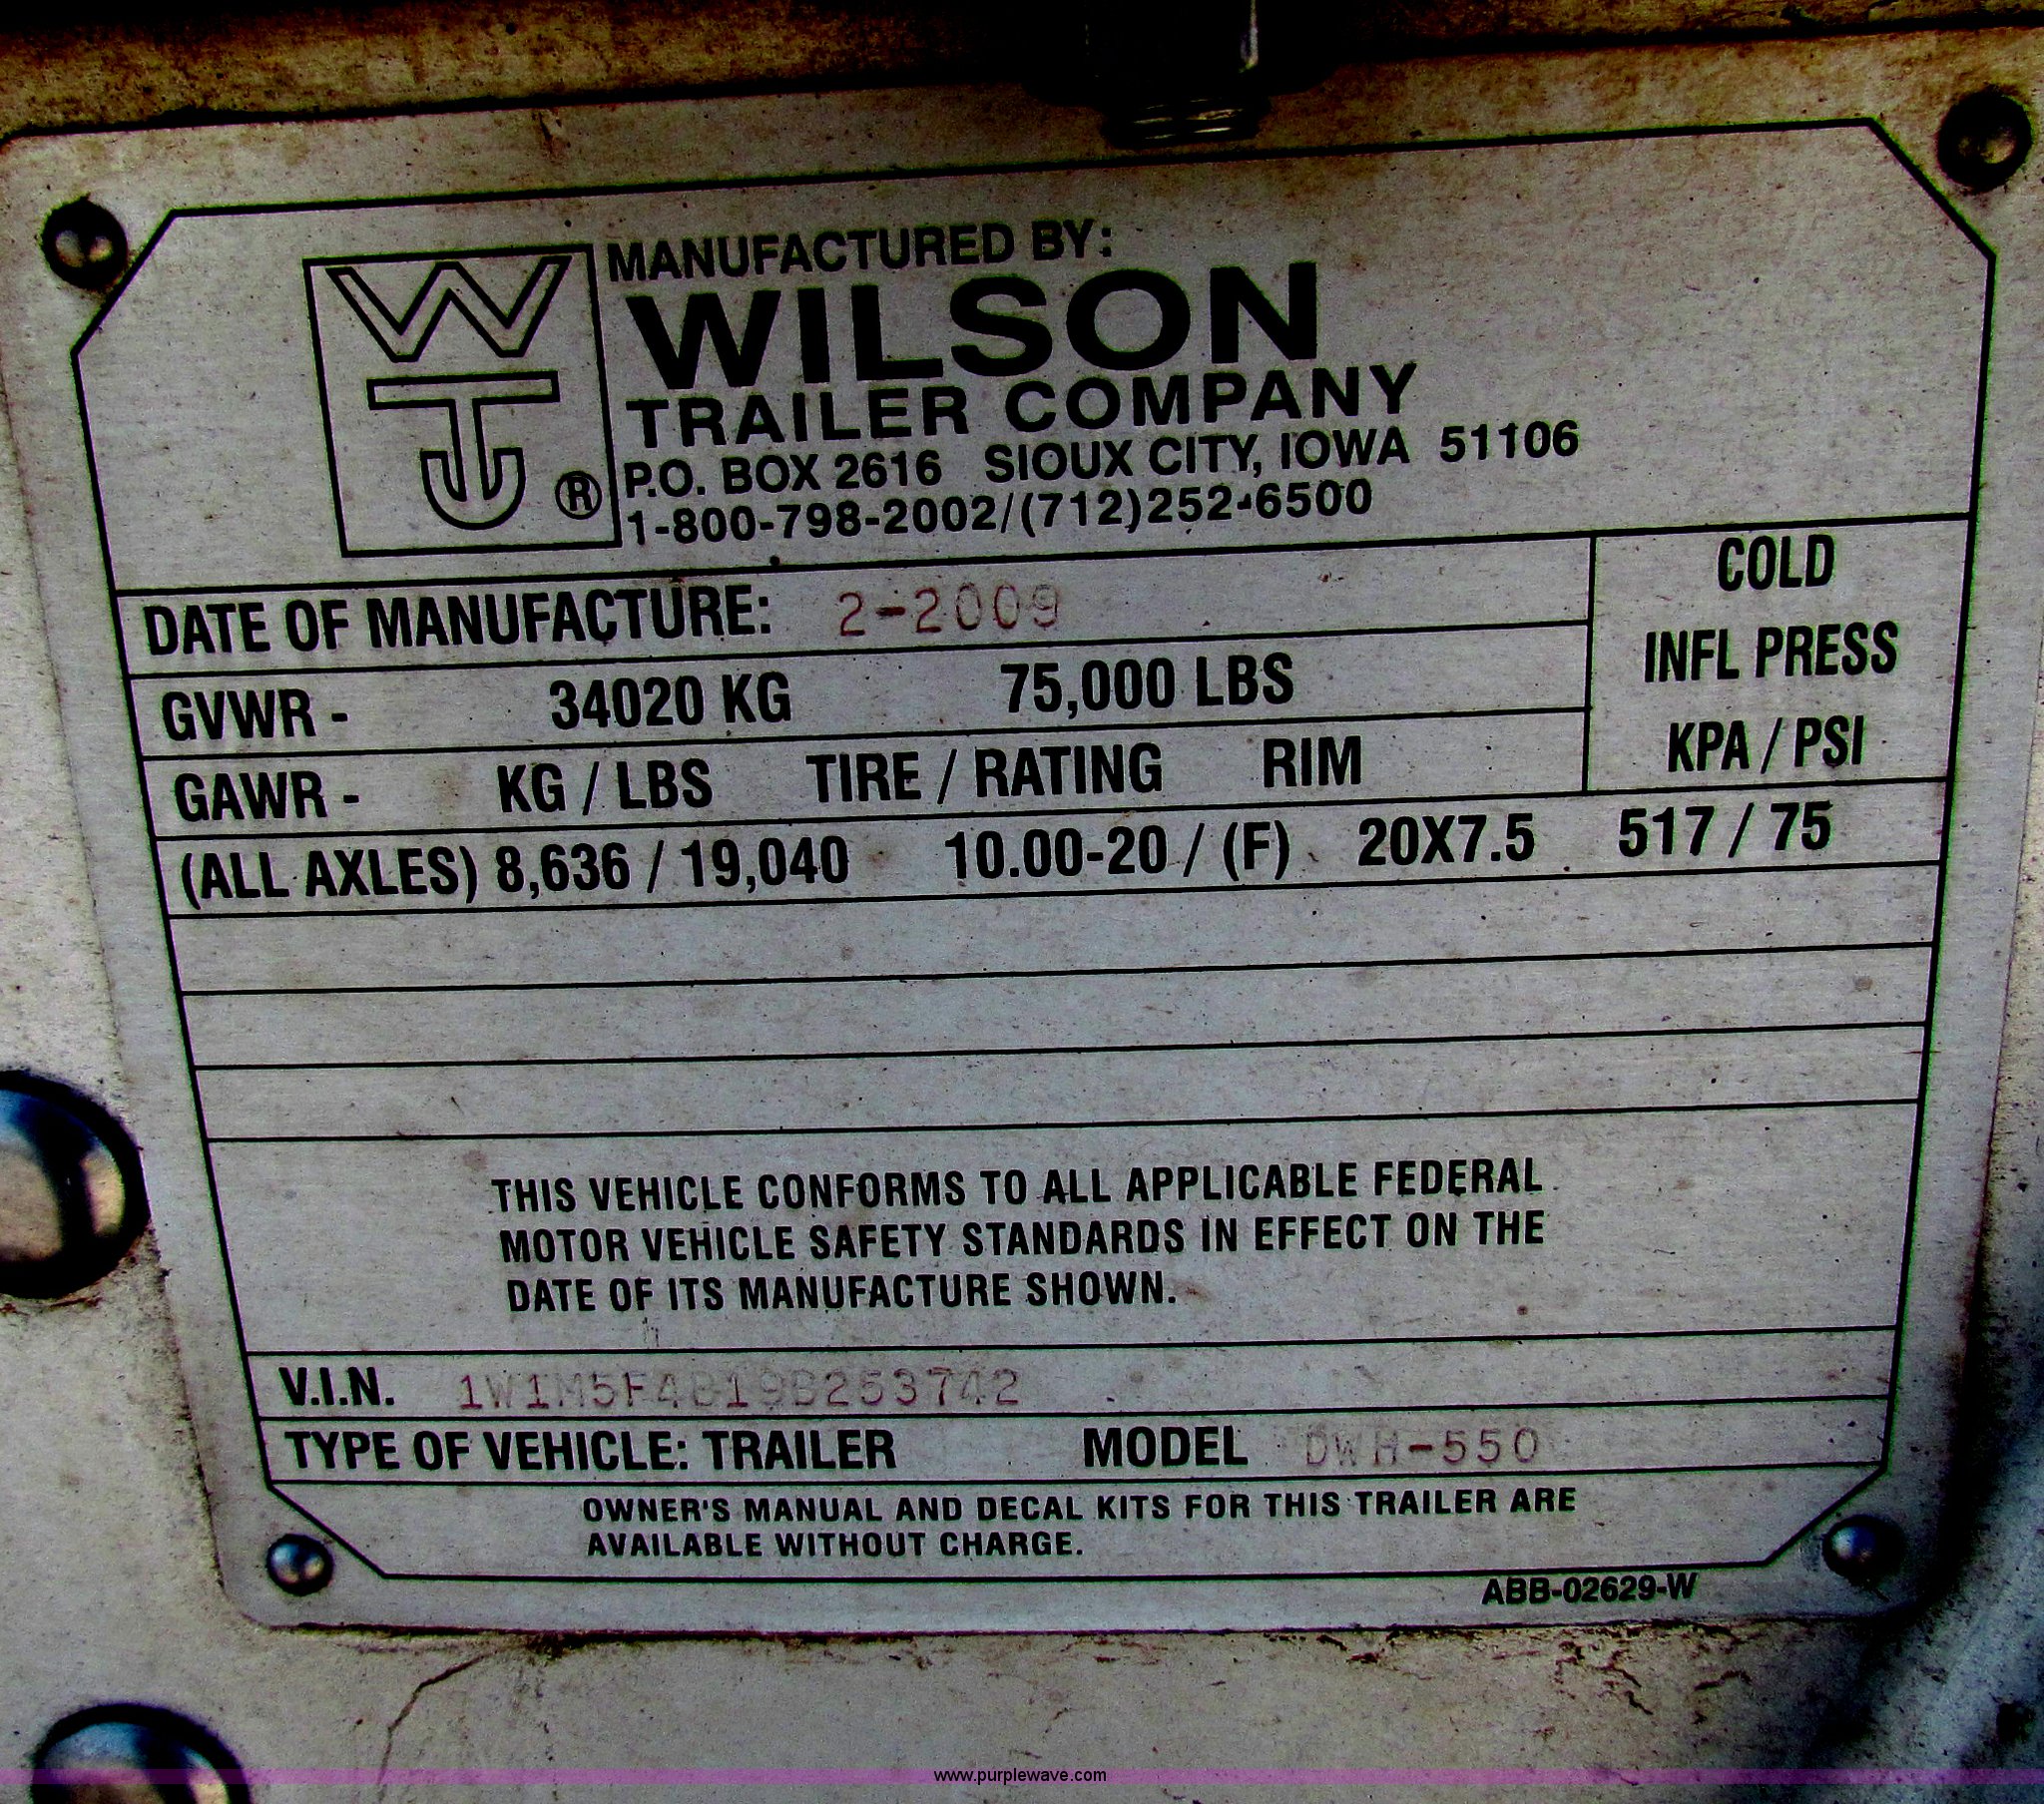 MANUFACTURED BY:
WILSON
TRAILER COMPANY
P.O. BOX 2616 SIOUX CITY, IOWA 51106
1-800-798-2002/(712)252-6500
WTJ ®
DATE OF MANUFACTURE: 2-2009
COLD
INFL PRESS
KPA / PSI
GVWR - 34020 KG 75,000 LBS
GAWR - KG / LBS TIRE / RATING RIM
(ALL AXLES) 8,636 / 19,040 10.00-20 / (F) 20X7.5 517 / 75
THIS VEHICLE CONFORMS TO ALL APPLICABLE FEDERAL
MOTOR VEHICLE SAFETY STANDARDS IN EFFECT ON THE
DATE OF ITS MANUFACTURE SHOWN.
V.I.N.
TYPE OF VEHICLE: TRAILER MODEL DWH-550
OWNER'S MANUAL AND DECAL KITS FOR THIS TRAILER ARE
AVAILABLE WITHOUT CHARGE.
ABB-02629-W
www.purplewave.com